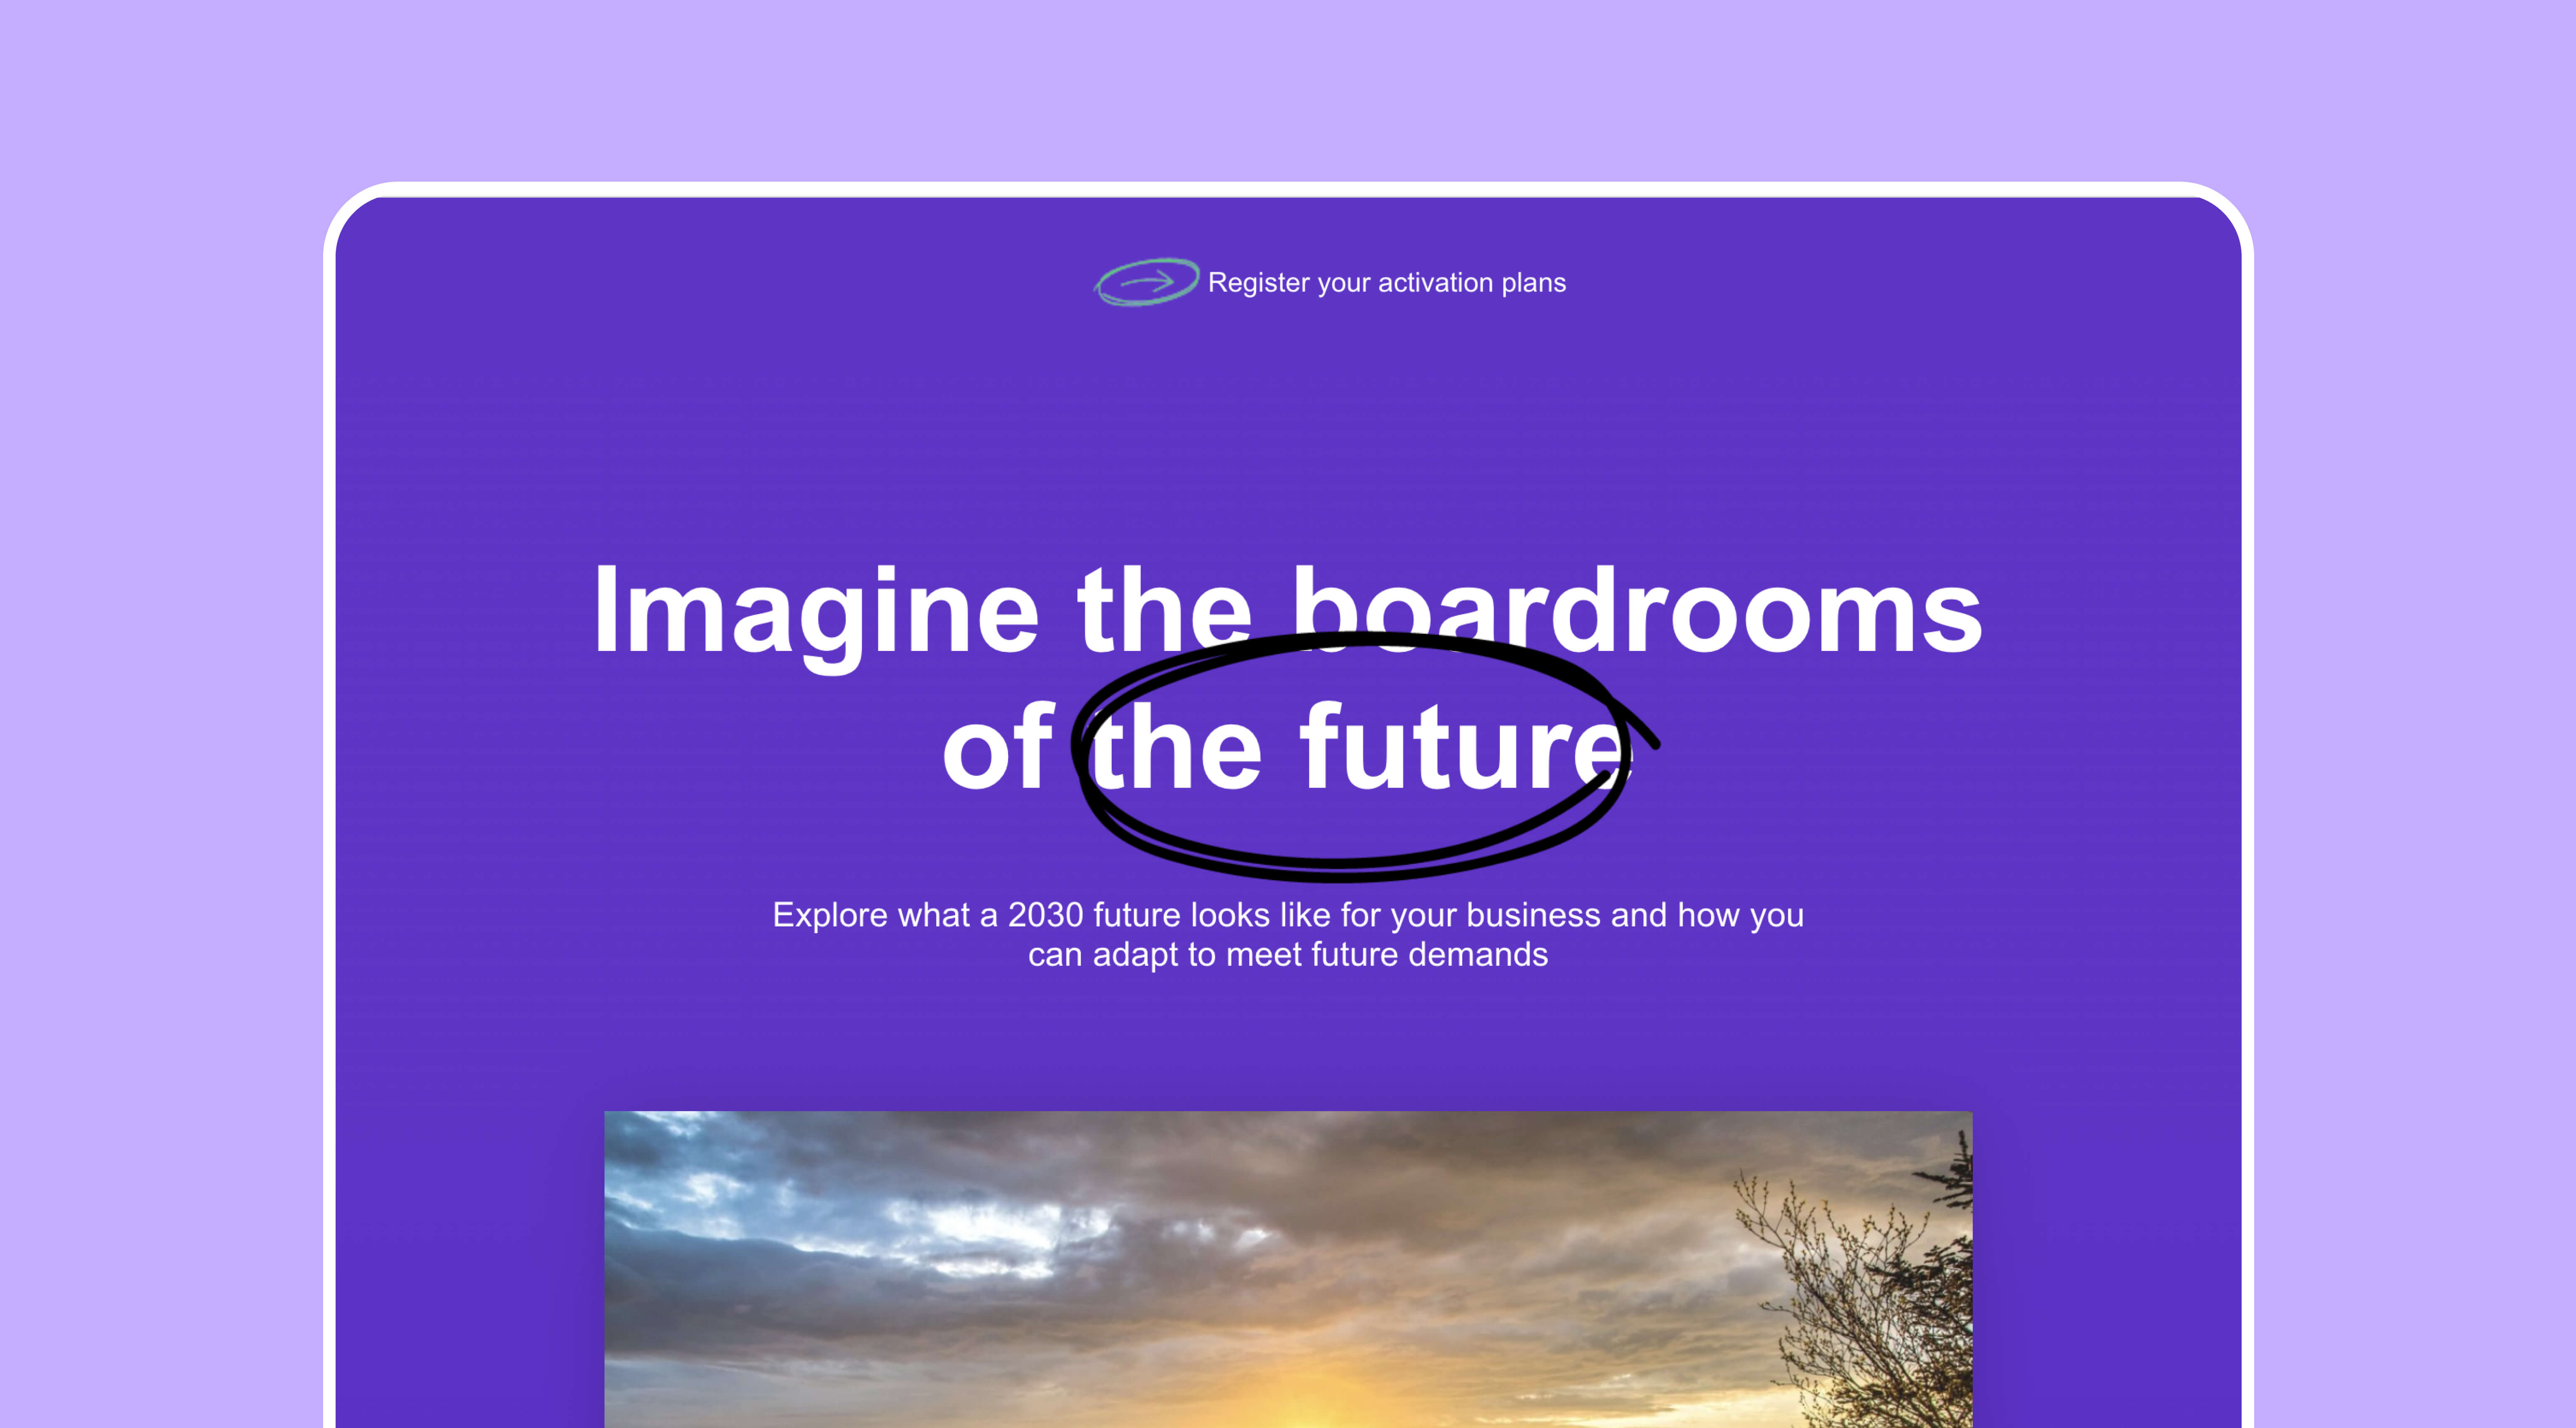 Register your activation plans
Imagine the boardrooms
of the future
Explore what a 2030 future looks like for your business and how you
can adapt to meet future demands